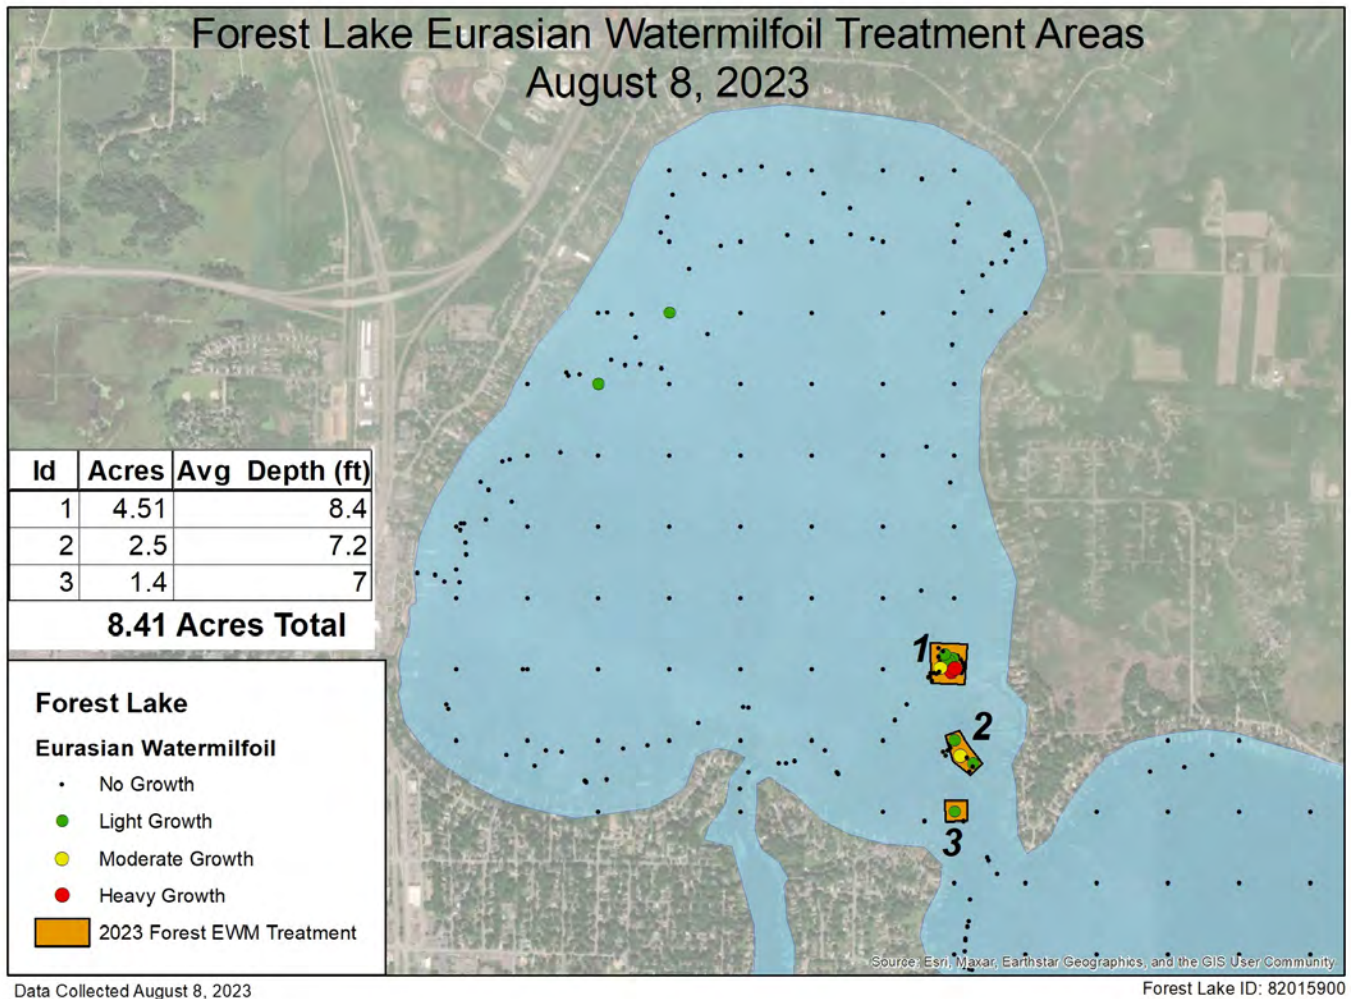 Forest Lake Eurasian Watermilfoil Treatment Areas
August 8, 2023
Id Acres Avg Depth (ft)
1 4.51 8.4
2 2.5 7.2
3 1.4 7
8.41 Acres Total
1
2
3
Forest Lake
Eurasian Watermilfoil
No Growth
Light Growth
Moderate Growth
Heavy Growth
2023 Forest EWM Treatment
Source: Esri, Maxar, Earthstar Geographics, and the GIS User Community
Data Collected August 8, 2023
Forest Lake ID: 82015900